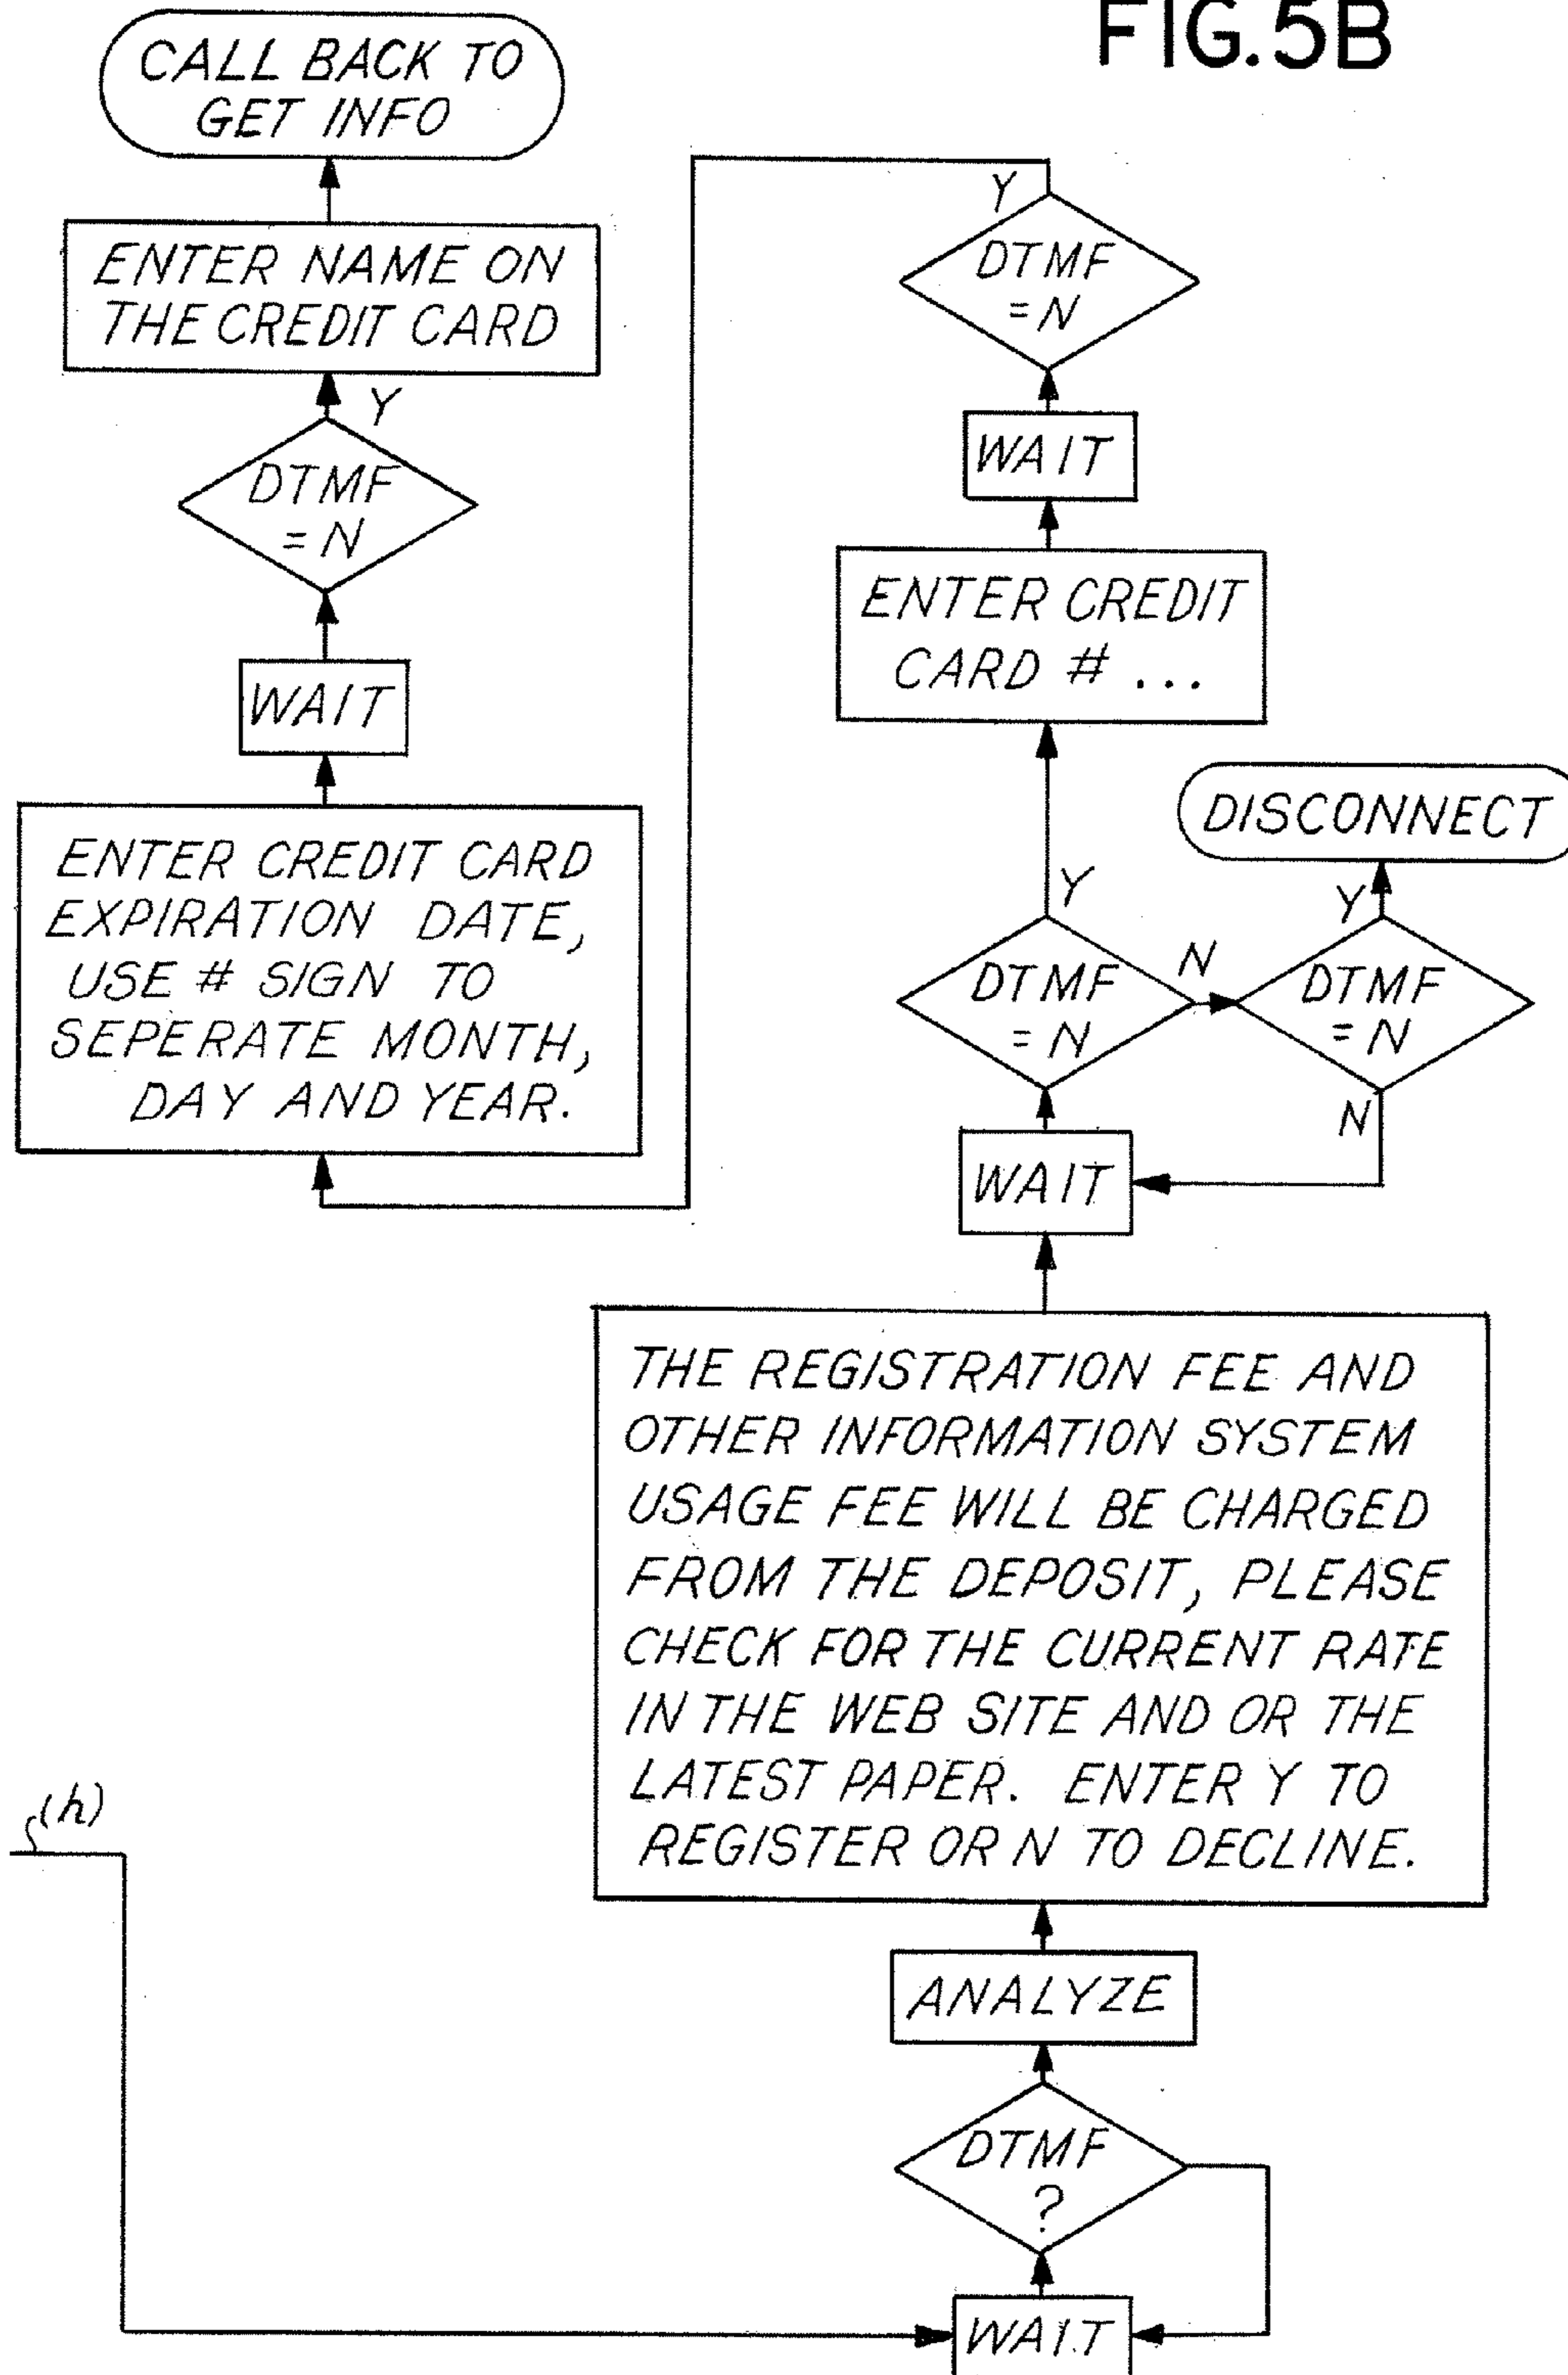 FIG.5B
CALL BACK TO
GET INFO
ENTER NAME ON
THE CREDIT CARD
Y
DTMF
= N
WAIT
ENTER CREDIT CARD
EXPIRATION DATE,
USE # SIGN TO
SEPERATE MONTH,
DAY AND YEAR.
Y
DTMF
= N
WAIT
ENTER CREDIT
CARD # ...
DISCONNECT
Y
Y
DTMF
= N
N
DTMF
= N
N
WAIT
THE REGISTRATION FEE AND
OTHER INFORMATION SYSTEM
USAGE FEE WILL BE CHARGED
FROM THE DEPOSIT, PLEASE
CHECK FOR THE CURRENT RATE
IN THE WEB SITE AND OR THE
LATEST PAPER. ENTER Y TO
REGISTER OR N TO DECLINE.
(h)
ANALYZE
DTMF
?
WAIT